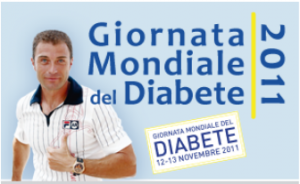 Giornata
Mondiale
del Diabete
2011
FILA
GIORNATA MONDIALE DEL
DIABETE
12-13 NOVEMBRE 2011